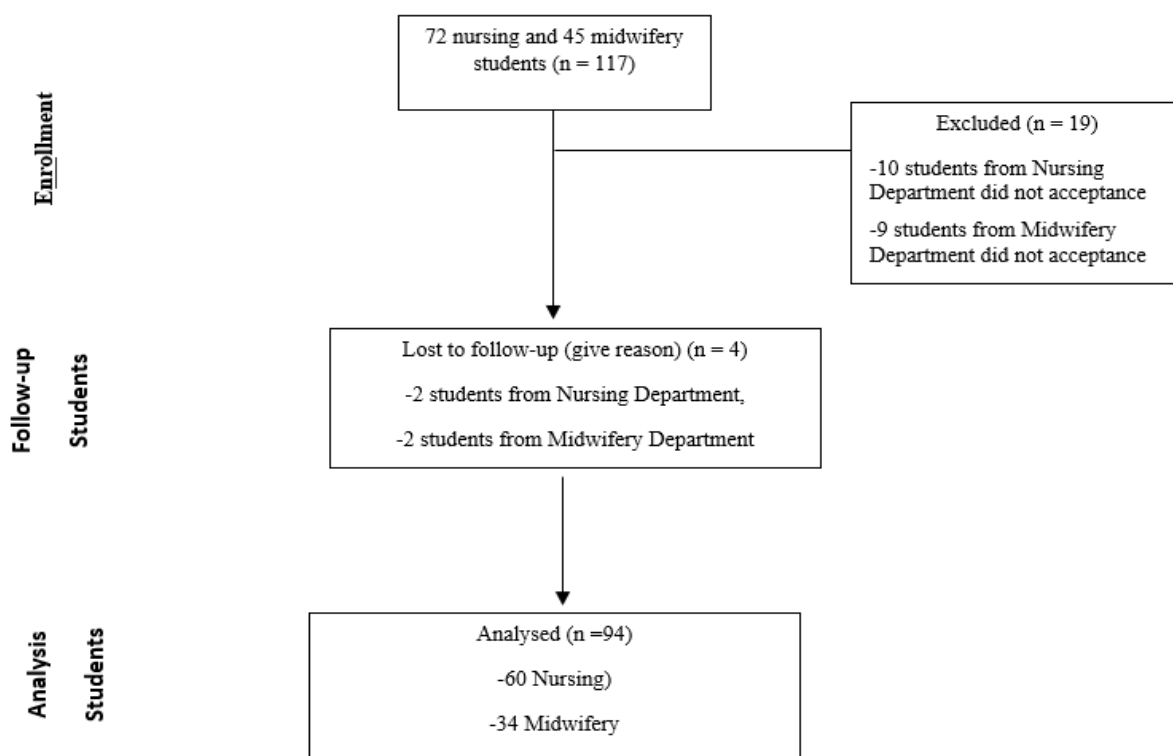 72 nursing and 45 midwifery
students (n = 117)
Enrollment
Excluded (n = 19)
-10 students from Nursing
Department did not acceptance
-9 students from Midwifery
Department did not acceptance
Follow-up
Students
Lost to follow-up (give reason) (n = 4)
-2 students from Nursing Department,
-2 students from Midwifery Department
Analysis
Students
Analysed (n =94)
-60 Nursing)
-34 Midwifery